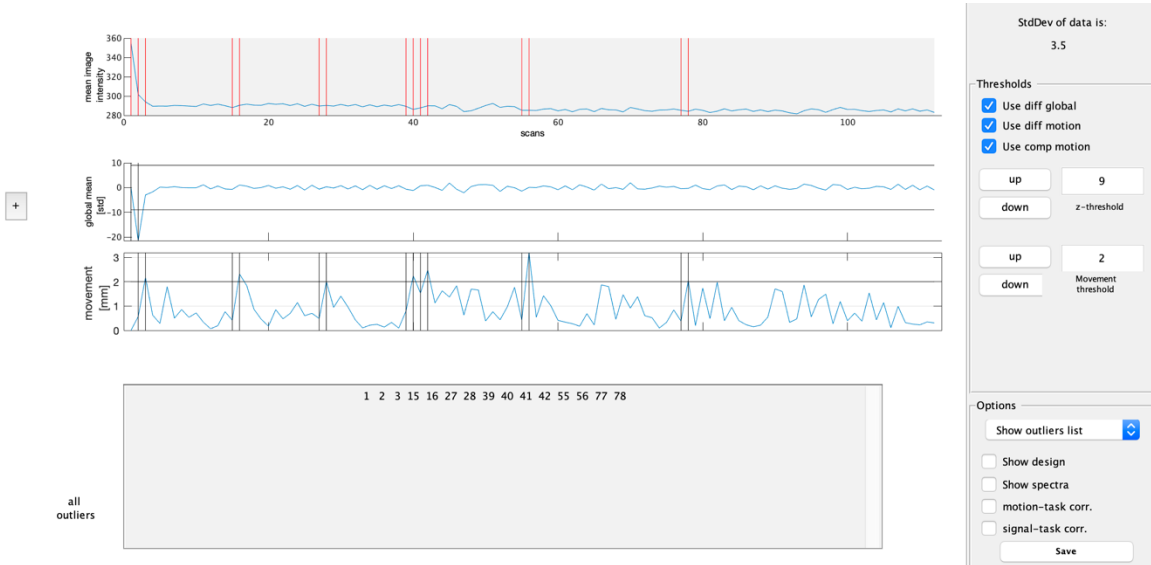 +
mean image
intensity
360
340
320
300
280
0
20
40
60
80
100
scans
global mean
[std]
10
0
-10
-20
movement
[mm]
3
2
1
0
all
outliers
1 2 3 15 16 27 28 39 40 41 42 55 56 77 78
StdDev of data is:
3.5
Thresholds
Use diff global
Use diff motion
Use comp motion
up
9
down
z-threshold
up
2
down
Movement
threshold
Options
Show outliers list
Show design
Show spectra
motion-task corr.
signal-task corr.
Save